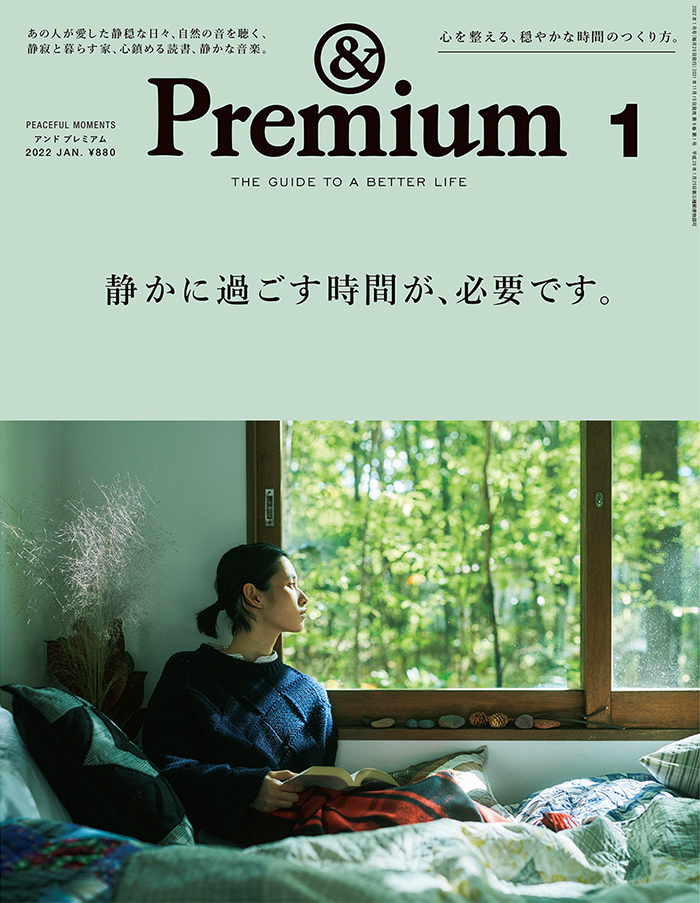 あの人が愛した静穏な日々、自然の音を聴く、
静寂と暮らす家、心鎮める読書、静かな音楽。
心を整える、穏やかな時間のつくり方。
&
Premium
1
PEACEFUL MOMENTS
アンド プレミアム
2022 JAN. ¥880
THE GUIDE TO A BETTER LIFE
静かに過ごす時間が、必要です。